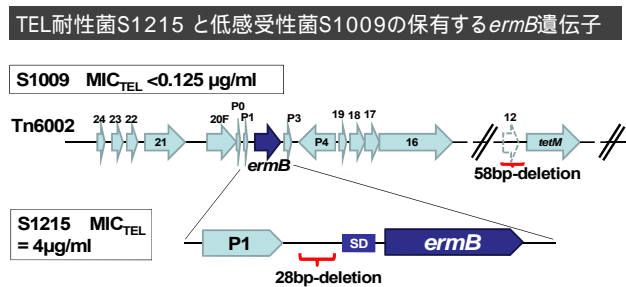 TEL耐性菌S1215 と低感受性菌S1009の保有するermB遺伝子
S1009 MICTEL <0.125 µg/ml
Tn6002
24 23 22 21 20F P0 P1 ermB P3 P4 19 18 17 16 12 tetM
58bp-deletion
S1215 MICTEL
= 4µg/ml
P1 SD ermB
28bp-deletion